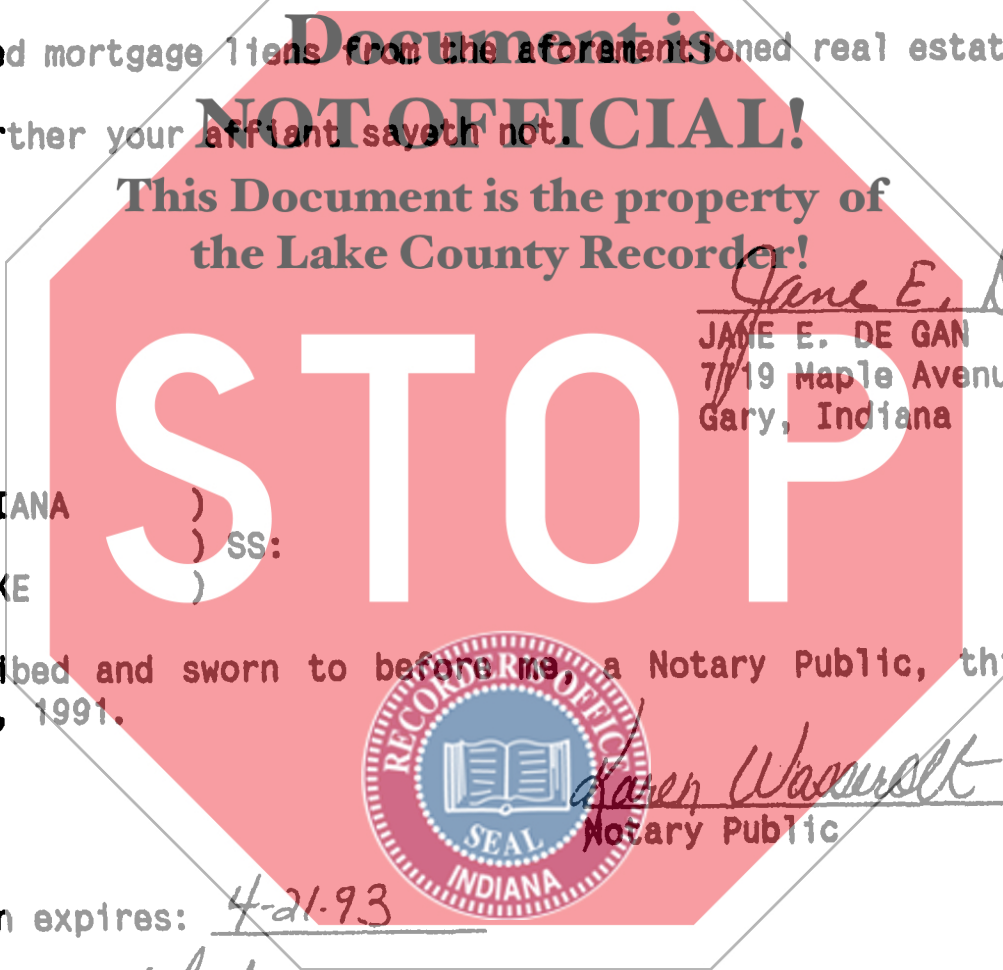 Document is
ed mortgage liens from the aforementioned real estat
NOT OFFICIAL!
rther your affiant sayeth not.
This Document is the property of
the Lake County Recorder!
Jane E. D
JANE E. DE GAN
7719 Maple Avenu
Gary, Indiana
STOP
IANA )
) SS:
KE )
ibed and sworn to before me, a Notary Public, thi
, 1991.
RECORDER'S OFFICE
SEAL
INDIANA
Karen
Notary Public
n expires: 4-21-93